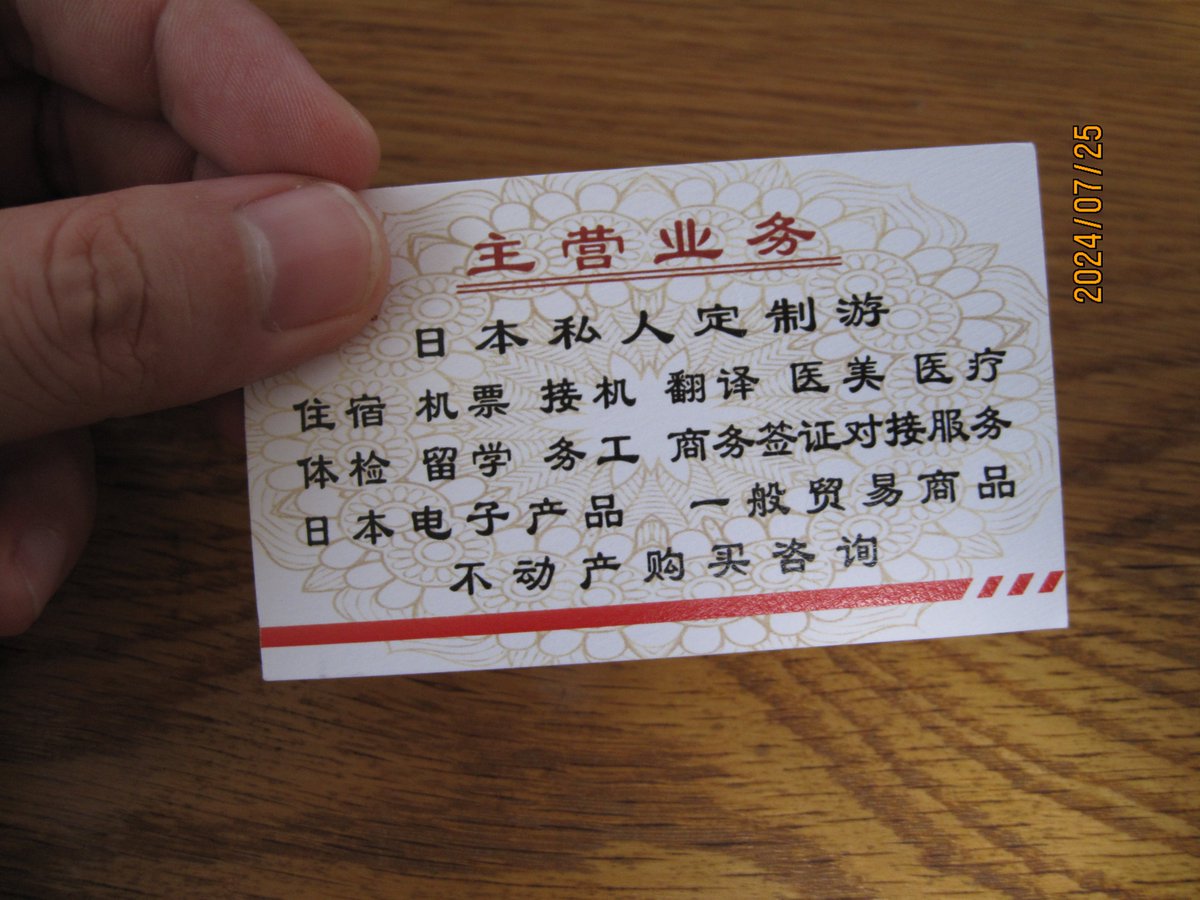 主营业务
日本私人定制游
住宿 机票 接机 翻译 医美 医疗
体检 留学 务工 商务签证对接服务
日本电子产品 一般贸易商品
不动产购买咨询
2024/07/25